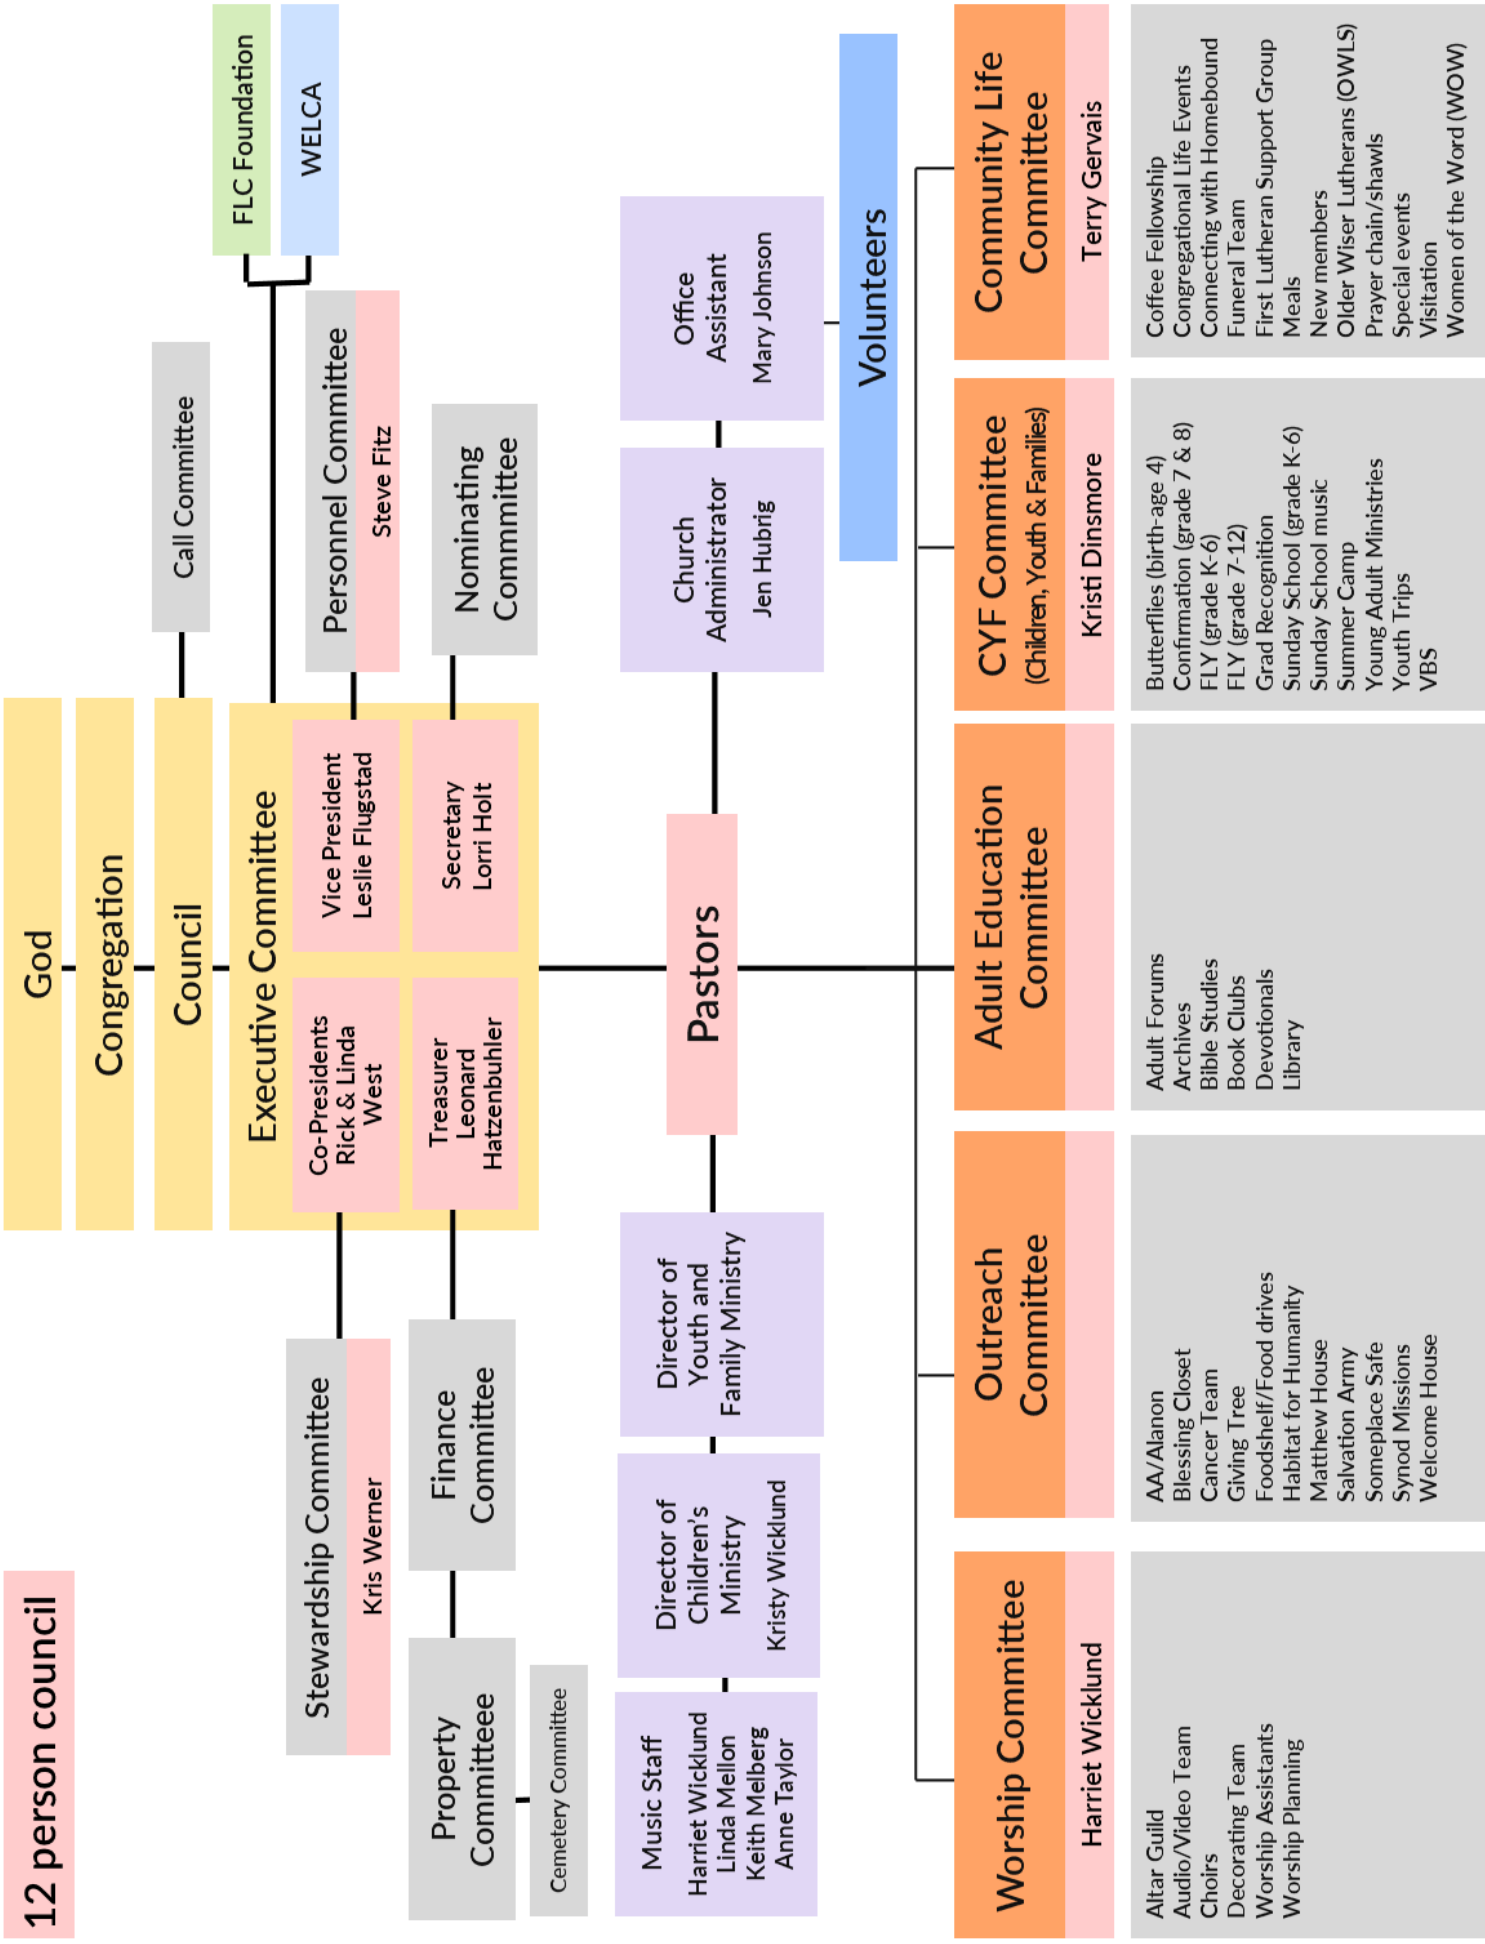 12 person council
God
Congregation
Council
Call Committee
FLC Foundation
WELCA
Executive Committee
Co-Presidents
Rick & Linda
West
Vice President
Leslie Flugstad
Treasurer
Leonard
Hatzenbuhler
Secretary
Lorri Holt
Stewardship Committee
Kris Werner
Personnel Committee
Steve Fitz
Property
Committeee
Finance
Committee
Nominating
Commmittee
Cemetery Committee
Music Staff
Harriet Wicklund
Linda Mellon
Keith Melberg
Anne Taylor
Director of
Children's
Ministry
Kristy Wicklund
Director of
Youth and
Family Ministry
Pastors
Church
Administrator
Jen Hubrig
Office
Assistant
Mary Johnson
Volunteers
Worship Committee
Harriet Wicklund
Altar Guild
Audio/Video Team
Choirs
Decorating Team
Worship Assistants
Worship Planning
Outreach
Committee
AA/Alanon
Blessing Closet
Cancer Team
Giving Tree
Foodshelf/Food drives
Habitat for Humanity
Matthew House
Salvation Army
Someplace Safe
Synod Missions
Welcome House
Adult Education
Committee
Adult Forums
Archives
Bible Studies
Book Clubs
Devotionals
Library
CYF Committee
(Children, Youth & Families)
Kristi Dinsmore
Butterflies (birth-age 4)
Confirmation (grade 7 & 8)
FLY (grade K-6)
FLY (grade 7-12)
Grad Recognition
Sunday School (grade K-6)
Sunday School music
Summer Camp
Young Adult Ministries
Youth Trips
VBS
Community Life
Committee
Terry Gervais
Coffee Fellowship
Congregational Life Events
Connecting with Homebound
Funeral Team
First Lutheran Support Group
Meals
New members
Older Wiser Lutherans (OWLS)
Prayer chain/shawls
Special events
Visitation
Women of the Word (WOW)